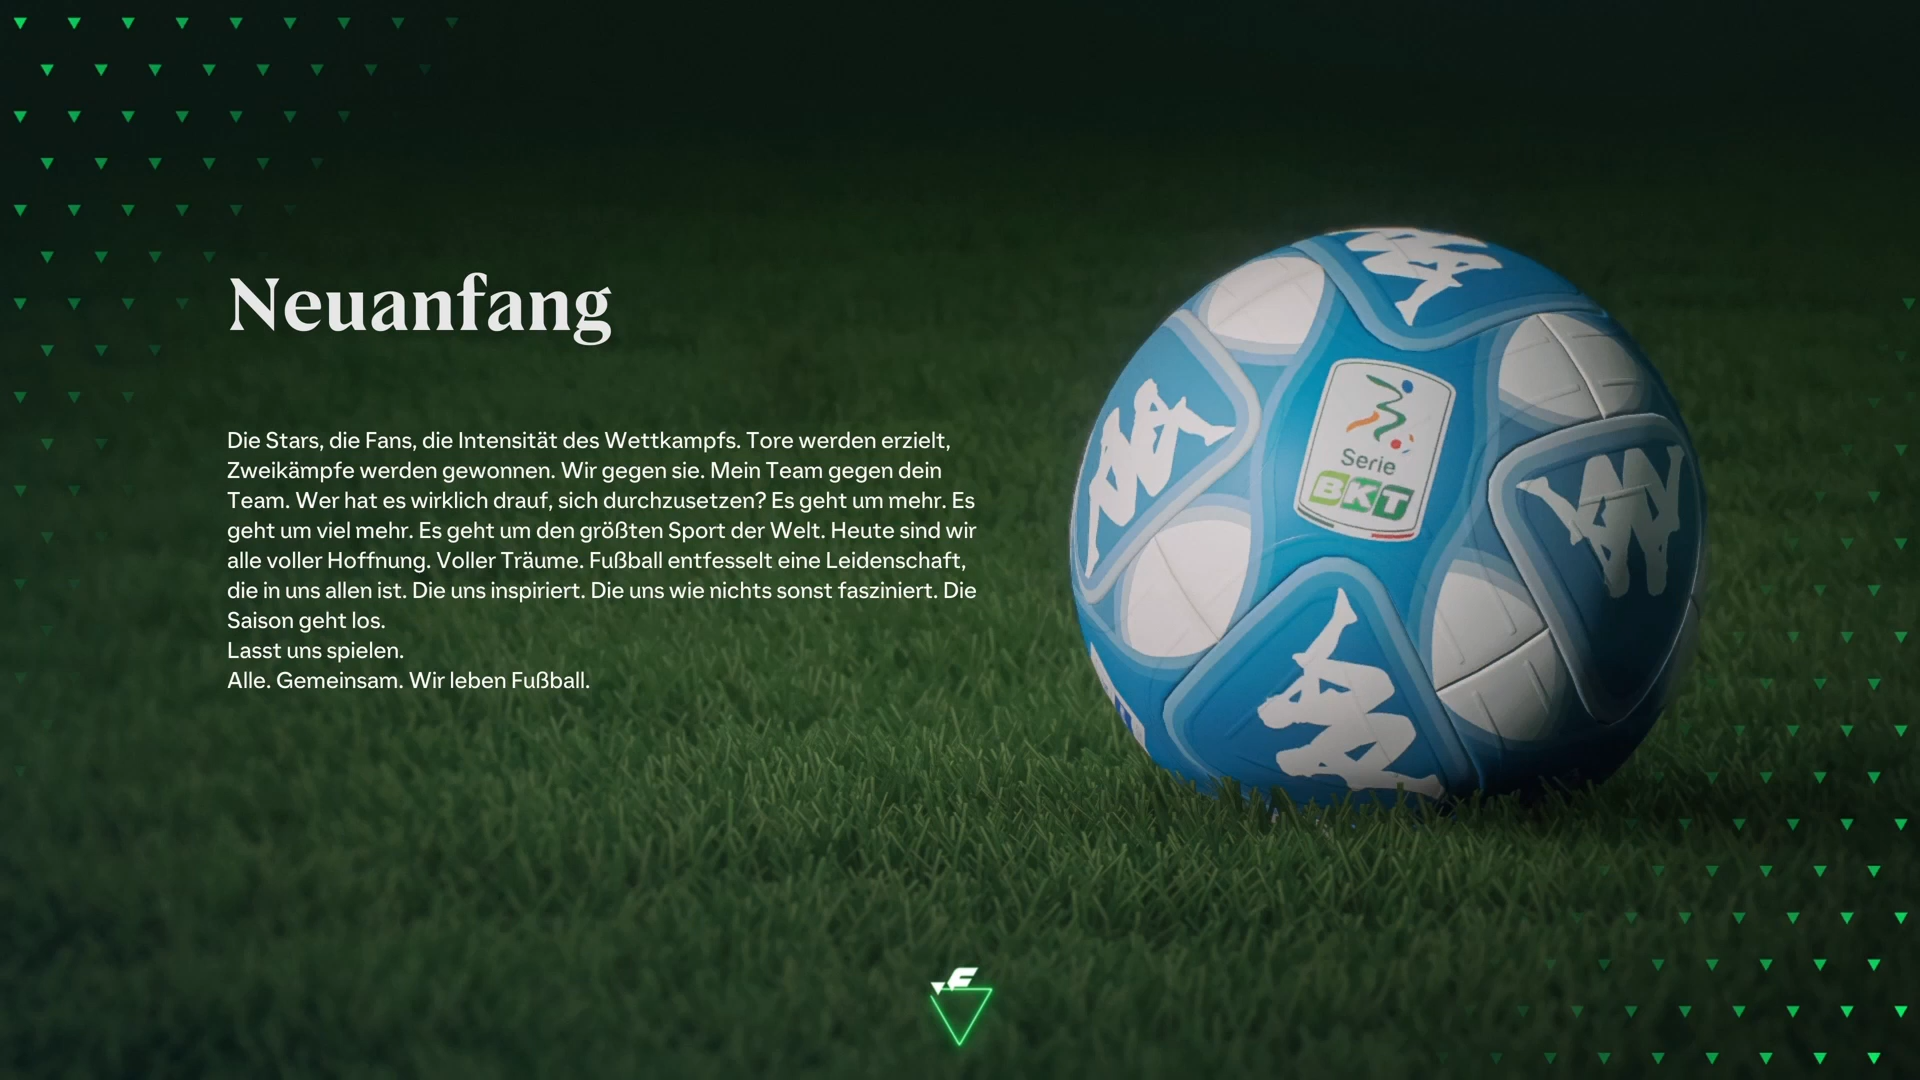 Neuanfang
Die Stars, die Fans, die Intensität des Wettkampfs. Tore werden erzielt,
Zweikämpfe werden gewonnen. Wir gegen sie. Mein Team gegen dein
Team. Wer hat es wirklich drauf, sich durchzusetzen? Es geht um mehr. Es
geht um viel mehr. Es geht um den größten Sport der Welt. Heute sind wir
alle voller Hoffnung. Voller Träume. Fußball entfesselt eine Leidenschaft,
die in uns allen ist. Die uns inspiriert. Die uns wie nichts sonst fasziniert. Die
Saison geht los.
Lasst uns spielen.
Alle. Gemeinsam. Wir leben Fußball.
Serie
BKT